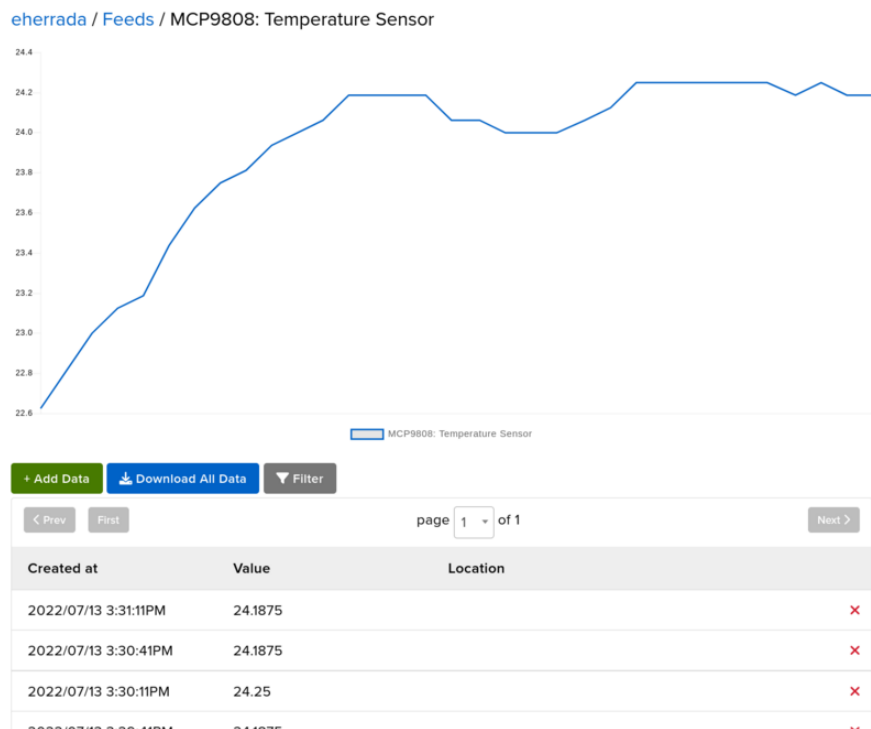 eherrada / Feeds / MCP9808: Temperature Sensor
24.4
24.2
24.0
23.8
23.6
23.4
23.2
23.0
22.8
22.6
MCP9808: Temperature Sensor
+ Add Data Download All Data Filter
Prev First page 1 of 1 Next
Created at Value Location
2022/07/13 3:31:11PM 24.1875
2022/07/13 3:30:41PM 24.1875
2022/07/13 3:30:11PM 24.25